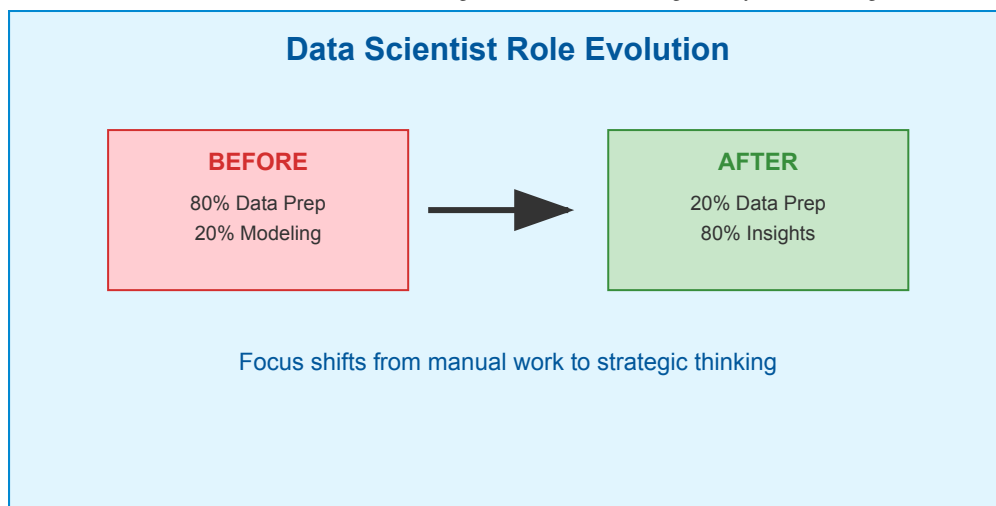 Data Scientist Role Evolution
BEFORE
80% Data Prep
20% Modeling
AFTER
20% Data Prep
80% Insights
Focus shifts from manual work to strategic thinking